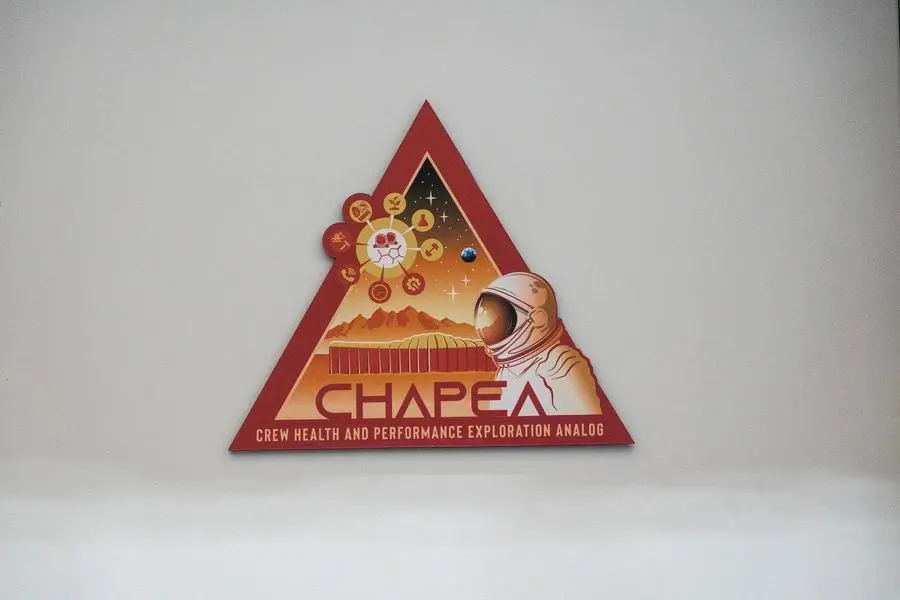 CHAPEA
CREW HEALTH AND PERFORMANCE EXPLORATION ANALOG